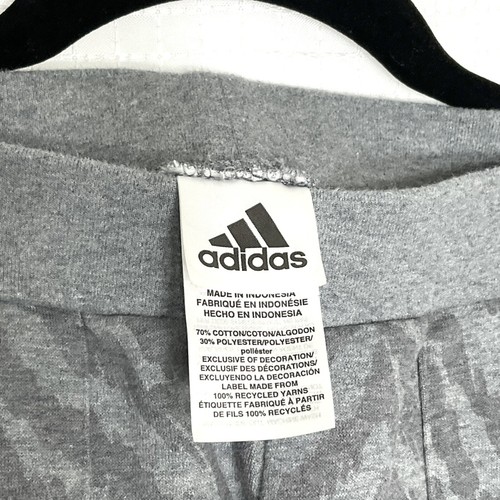 adidas
MADE IN INDONESIA
FABRIQUÉ EN INDONÉSIE
HECHO EN INDONESIA
70% COTTON/COTON/ALGODON
30% POLYESTER/POLYESTER/
poliéster
EXCLUSIVE OF DECORATION/
EXCLUSIF DES DÉCORATIONS/
EXCLUYENDO LA DECORACIÓN
LABEL MADE FROM
100% RECYCLED YARNS
ÉTIQUETTE FABRIQUÉ À PARTIR
DE FILS 100% RECYCLÉS